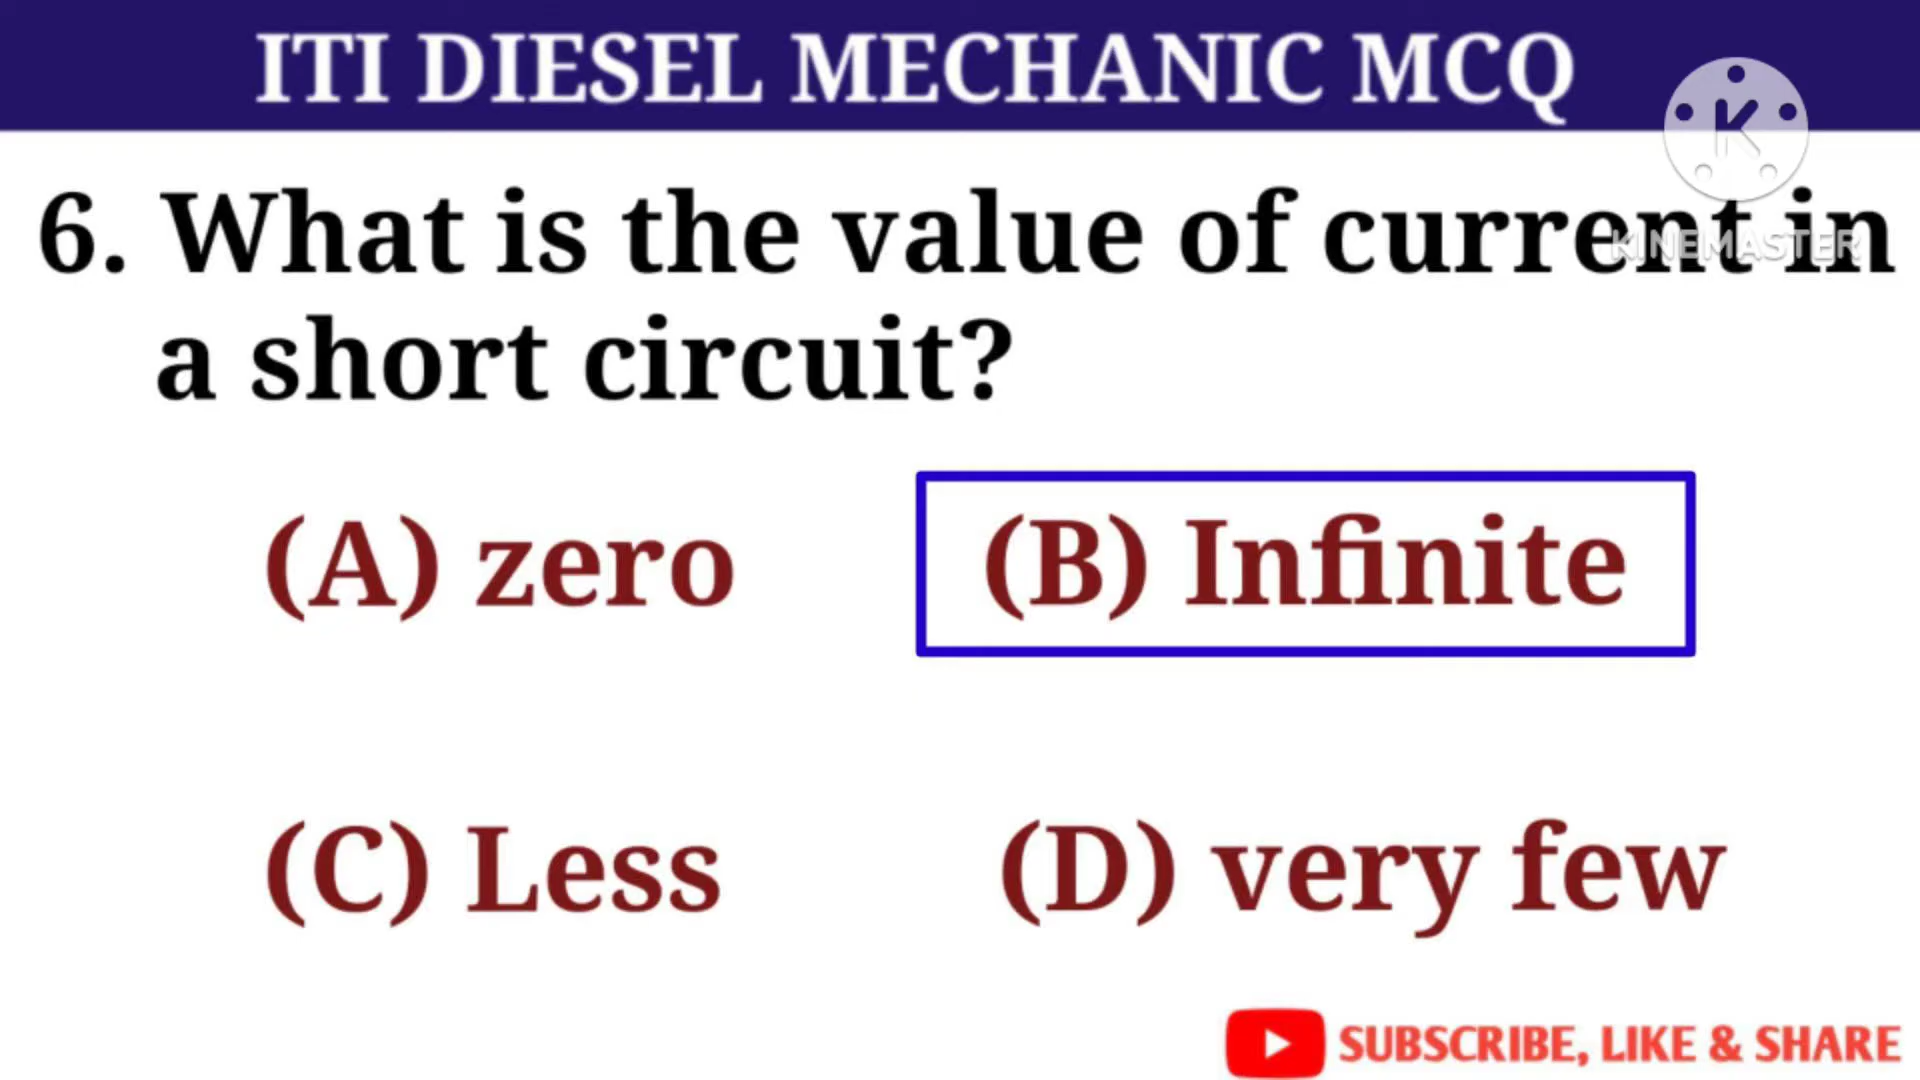 ITI DIESEL MECHANIC MCQ
K
KINEMASTER
6. What is the value of current in
a short circuit?
(A) zero
(B) Infinite
(C) Less
(D) very few
SUBSCRIBE, LIKE & SHARE